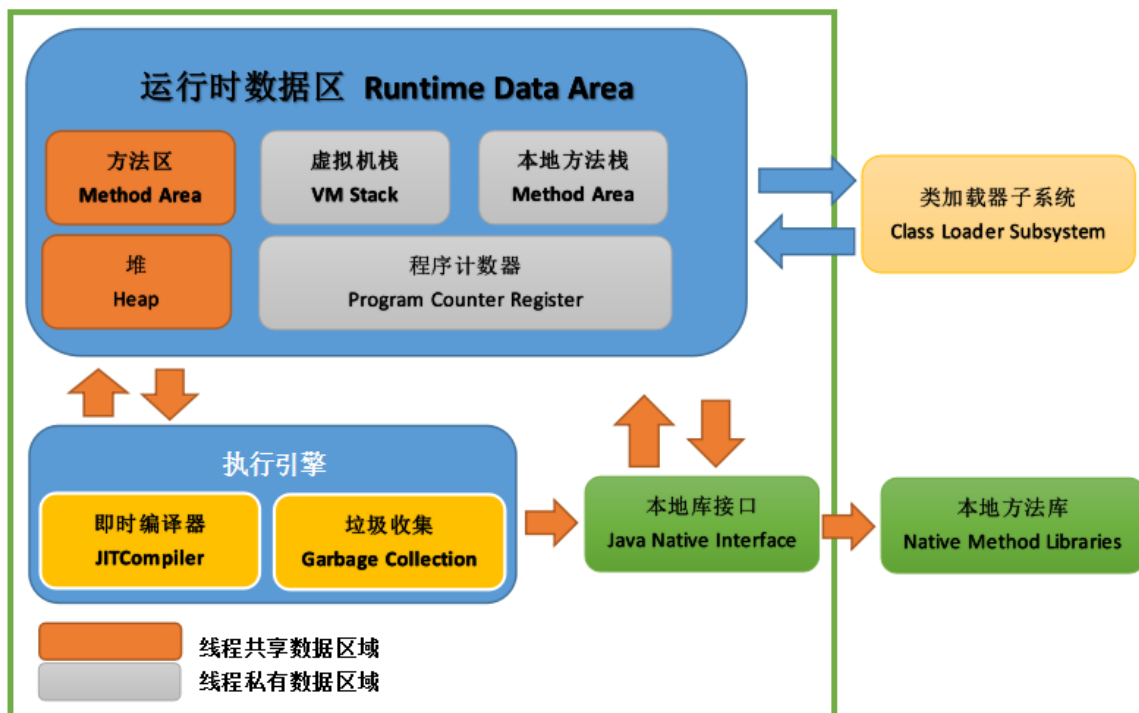 运行时数据区 Runtime Data Area
方法区
Method Area
虚拟机栈
VM Stack
本地方法栈
Method Area
堆
Heap
程序计数器
Program Counter Register
类加载器子系统
Class Loader Subsystem
执行引擎
即时编译器
JITCompiler
垃圾收集
Garbage Collection
本地库接口
Java Native Interface
本地方法库
Native Method Libraries
线程共享数据区域
线程私有数据区域